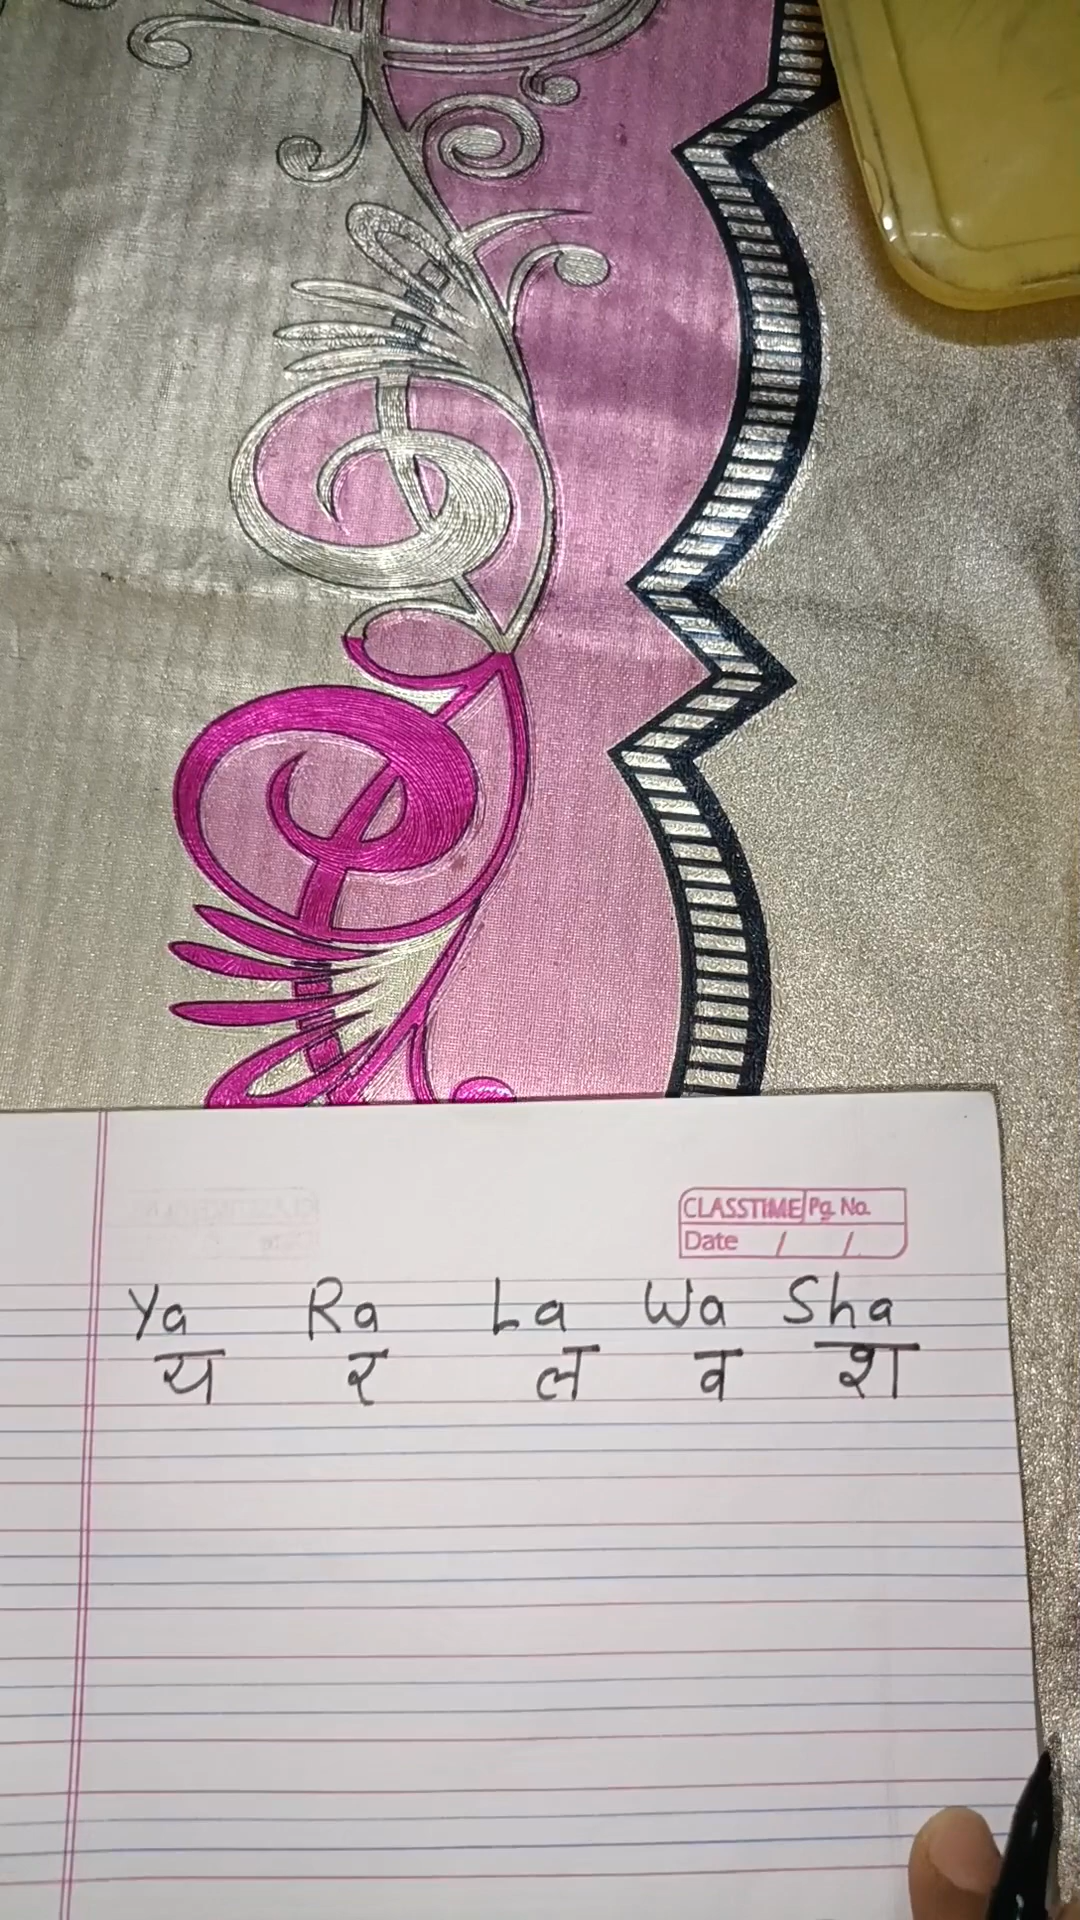 CLASSTIME Pg. No.
Date / /
Ya Ra La Wa Sha
य र ल व श